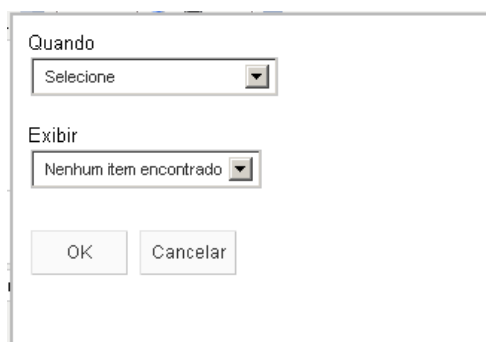 Quando
Selecione
Exibir
Nenhum item encontrado
OK
Cancelar